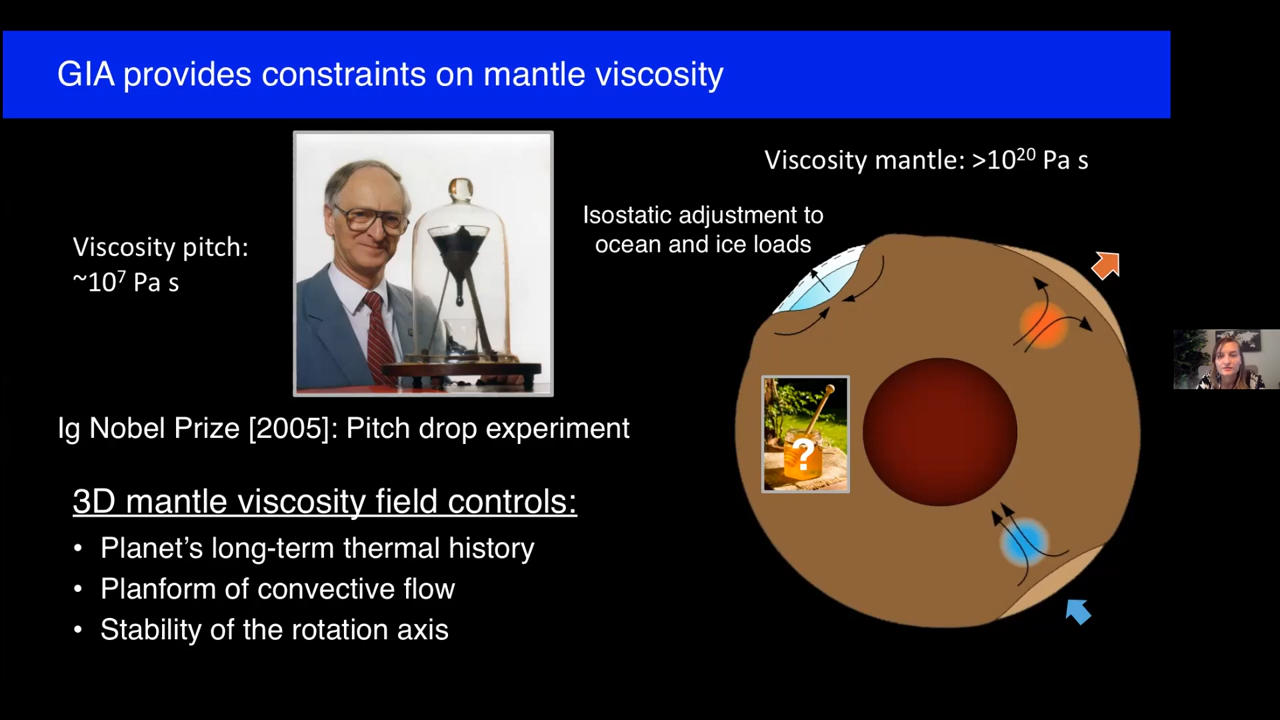 GIA provides constraints on mantle viscosity
Viscosity mantle: >10²⁰ Pa s
Isostatic adjustment to
ocean and ice loads
Viscosity pitch:
~10⁷ Pa s
?
Ig Nobel Prize [2005]: Pitch drop experiment
3D mantle viscosity field controls:
• Planet’s long-term thermal history
• Planform of convective flow
• Stability of the rotation axis